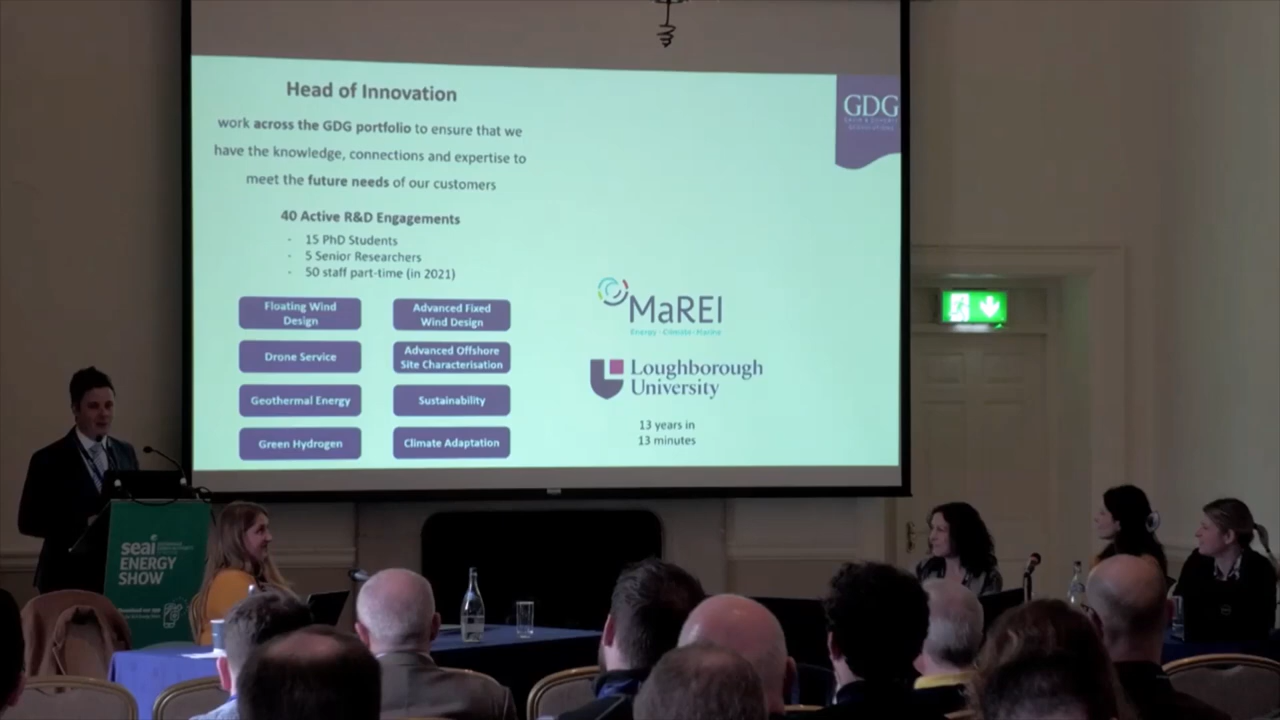 Head of Innovation
work across the GDG portfolio to ensure that we
have the knowledge, connections and expertise to
meet the future needs of our customers
40 Active R&D Engagements
· 15 PhD Students
· 5 Senior Researchers
· 50 staff part-time (in 2021)
Floating Wind
Design
Advanced Fixed
Wind Design
Drone Service
Advanced Offshore
Site Characterisation
Geothermal Energy
Sustainability
Green Hydrogen
Climate Adaptation
GDG
MaREI
Energy · Climate · Marine
Loughborough
University
13 years in
13 minutes
seai
ENERGY
SHOW